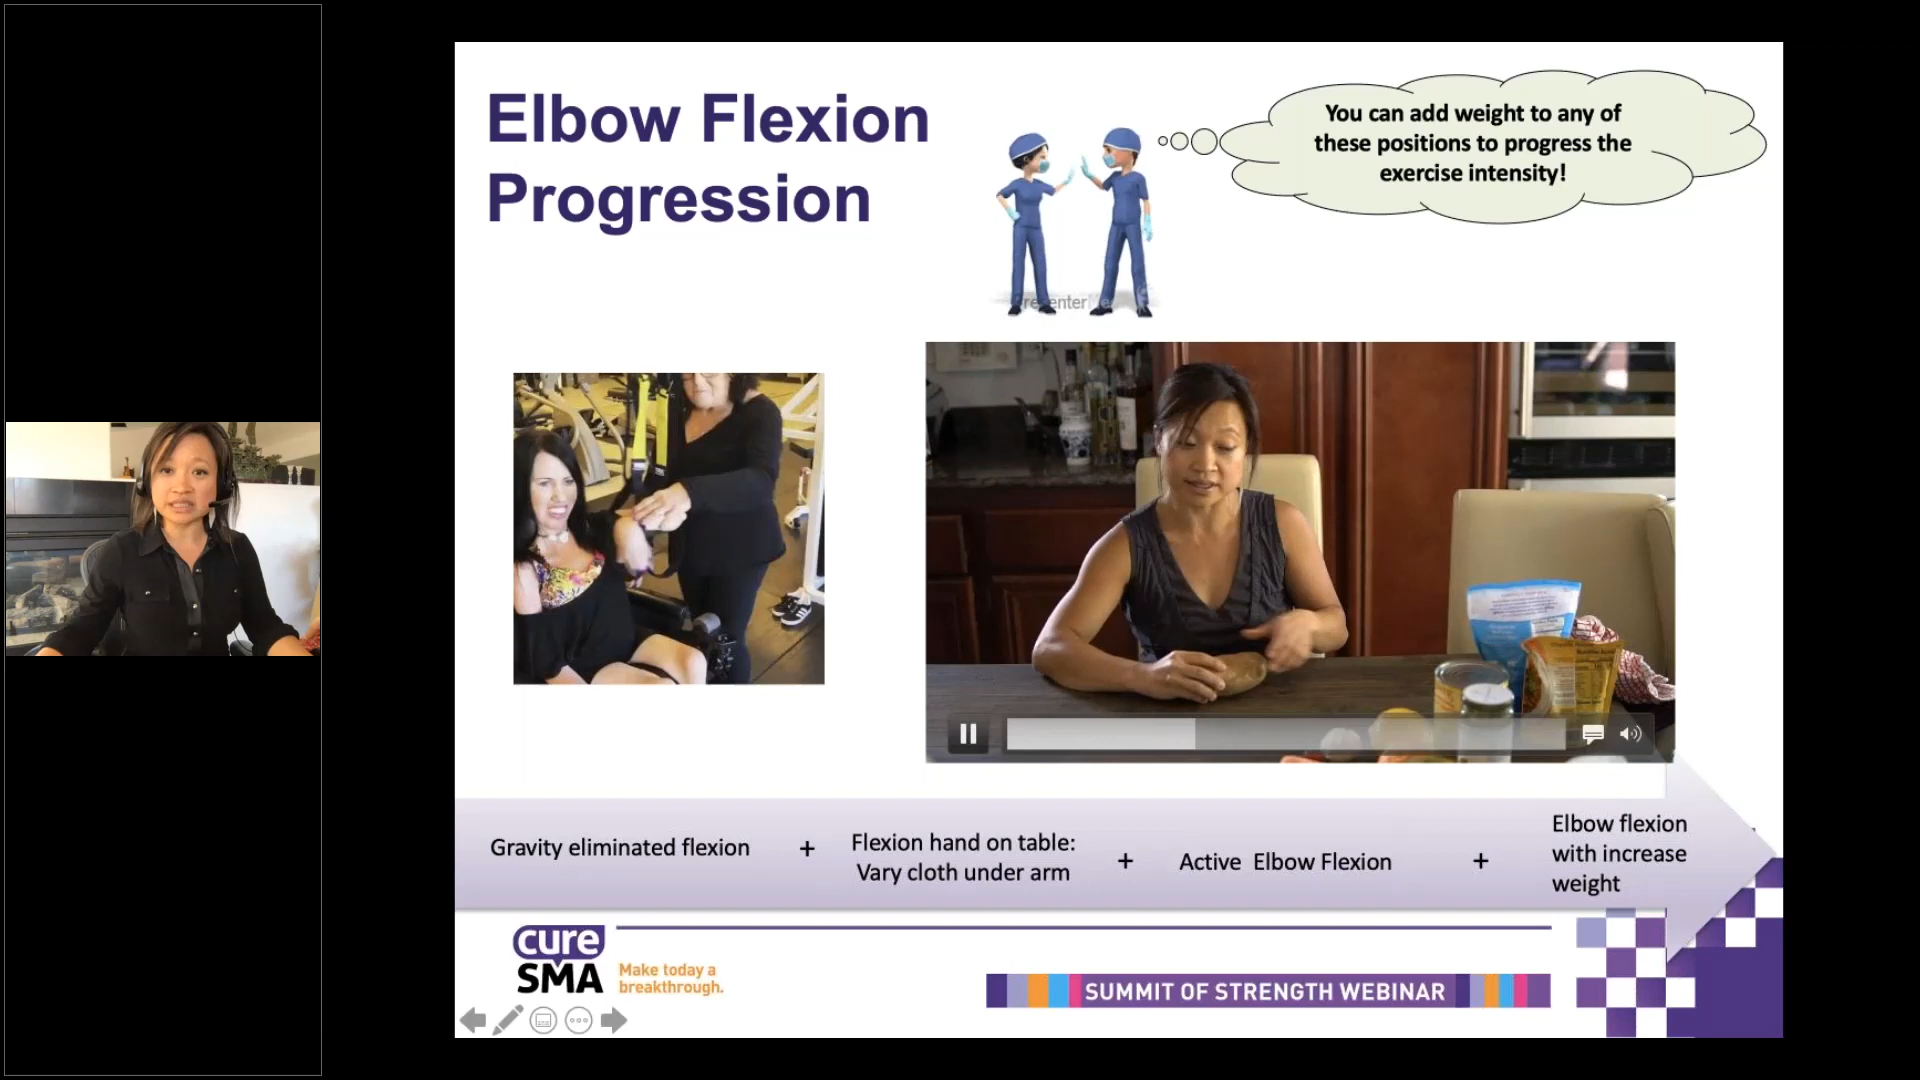 Elbow Flexion
Progression
You can add weight to any of
these positions to progress the
exercise intensity!
Gravity eliminated flexion
+
Flexion hand on table:
Vary cloth under arm
+
Active Elbow Flexion
+
Elbow flexion
with increase
weight
cure
SMA
Make today a
breakthrough.
SUMMIT OF STRENGTH WEBINAR